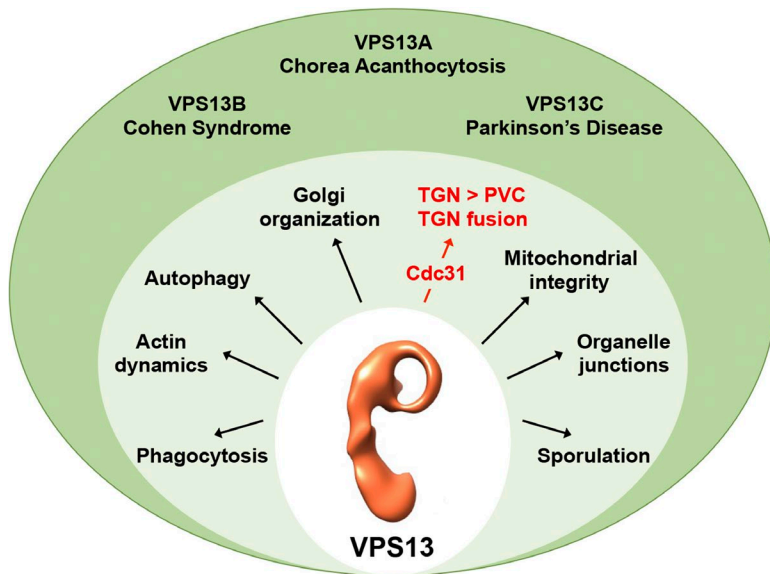 VPS13A
Chorea Acanthocytosis
VPS13B
Cohen Syndrome
VPS13C
Parkinson's Disease
Golgi
organization
TGN > PVC
TGN fusion
Cdc31
Autophagy
Mitochondrial
integrity
Actin
dynamics
Organelle
junctions
Phagocytosis
Sporulation
VPS13